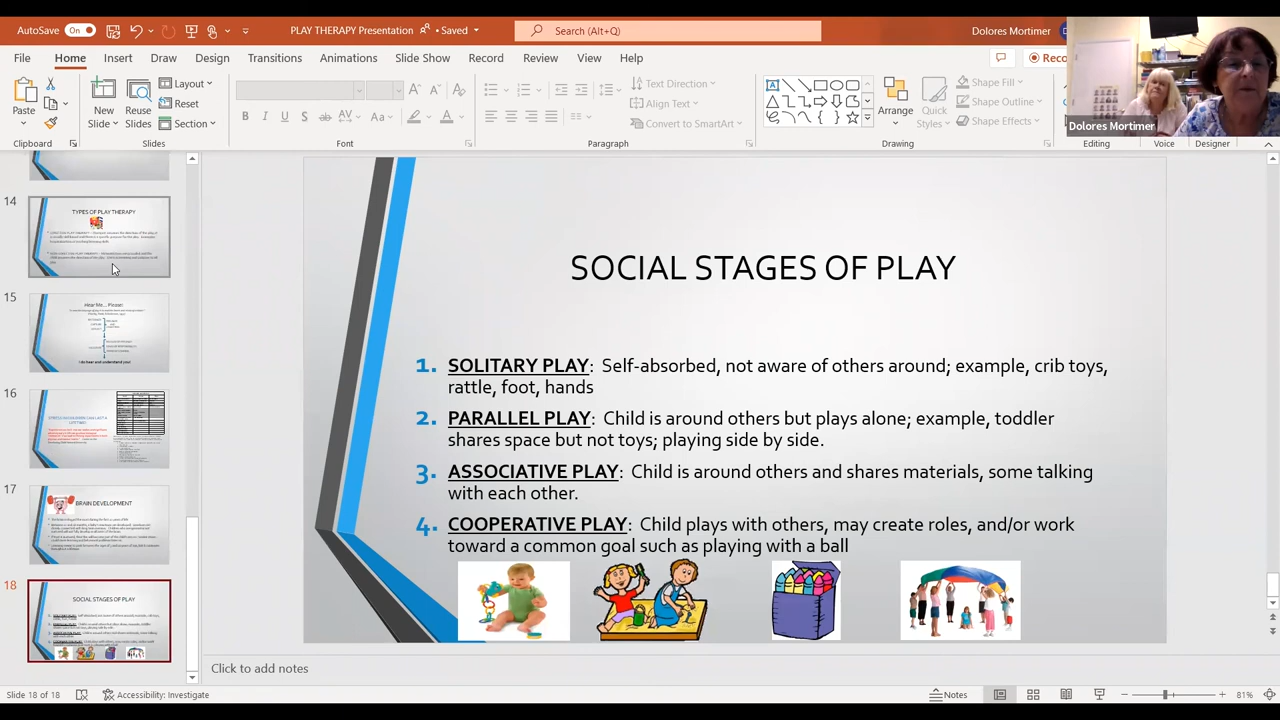 AutoSave On
PLAY THERAPY Presentation • Saved
Search (Alt+Q)
Dolores Mortimer
File Home Insert Draw Design Transitions Animations Slide Show Record Review View Help
Paste
New
Slide
Reuse
Slides
Layout
Reset
Section
B I U S ab AV Aa A
Text Direction
Align Text
Convert to SmartArt
Arrange
Quick
Styles
Shape Fill
Shape Outline
Shape Effects
Dolores Mortimer
Clipboard
Slides
Font
Paragraph
Drawing
Editing
Voice
Designer
14
TYPES OF PLAY THERAPY
15
Hear Me... Please!
16
17
BRAIN DEVELOPMENT
18
SOCIAL STAGES OF PLAY
SOCIAL STAGES OF PLAY
1. SOLITARY PLAY: Self-absorbed, not aware of others around; example, crib toys,
rattle, foot, hands
2. PARALLEL PLAY: Child is around others but plays alone; example, toddler
shares space but not toys; playing side by side.
3. ASSOCIATIVE PLAY: Child is around others and shares materials, some talking
with each other.
4. COOPERATIVE PLAY: Child plays with others, may create roles, and/or work
toward a common goal such as playing with a ball
Click to add notes
Slide 18 of 18
Accessibility: Investigate
Notes
81%